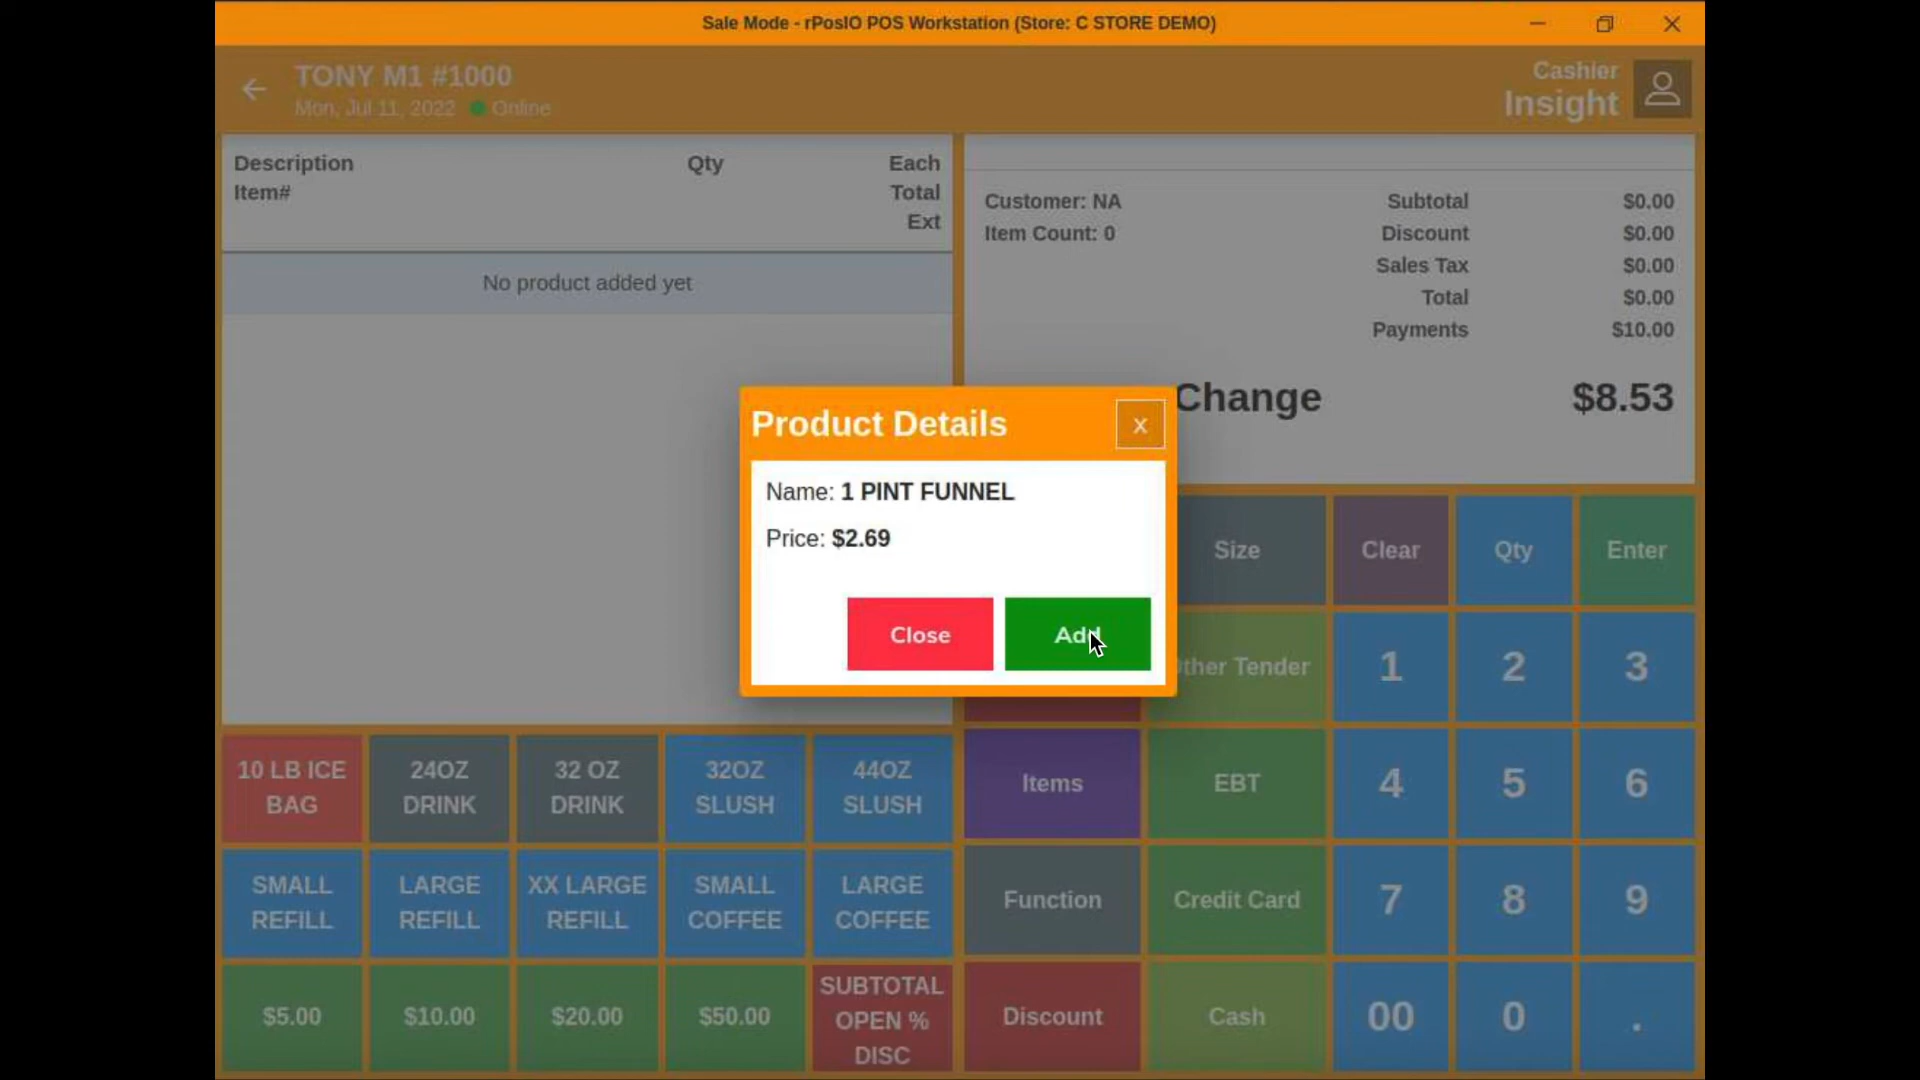 Sale Mode - rPosIO POS Workstation (Store: C STORE DEMO)
TONY M1 #1000
Mon, Jul 11, 2022 Online
Cashier
Insight
Description Qty Each
Item# Total
Ext
No product added yet
Customer: NA
Item Count: 0
Subtotal $0.00
Discount $0.00
Sales Tax $0.00
Total $0.00
Payments $10.00
Change $8.53
Product Details
X
Name: 1 PINT FUNNEL
Price: $2.69
Close
Add
Size
Clear
Qty
Enter
ther Tender
1
2
3
Items
EBT
4
5
6
Function
Credit Card
7
8
9
Discount
Cash
00
0
.
10 LB ICE
BAG
24OZ
DRINK
32 OZ
DRINK
32OZ
SLUSH
44OZ
SLUSH
SMALL
REFILL
LARGE
REFILL
XX LARGE
REFILL
SMALL
COFFEE
LARGE
COFFEE
$5.00
$10.00
$20.00
$50.00
SUBTOTAL
OPEN %
DISC